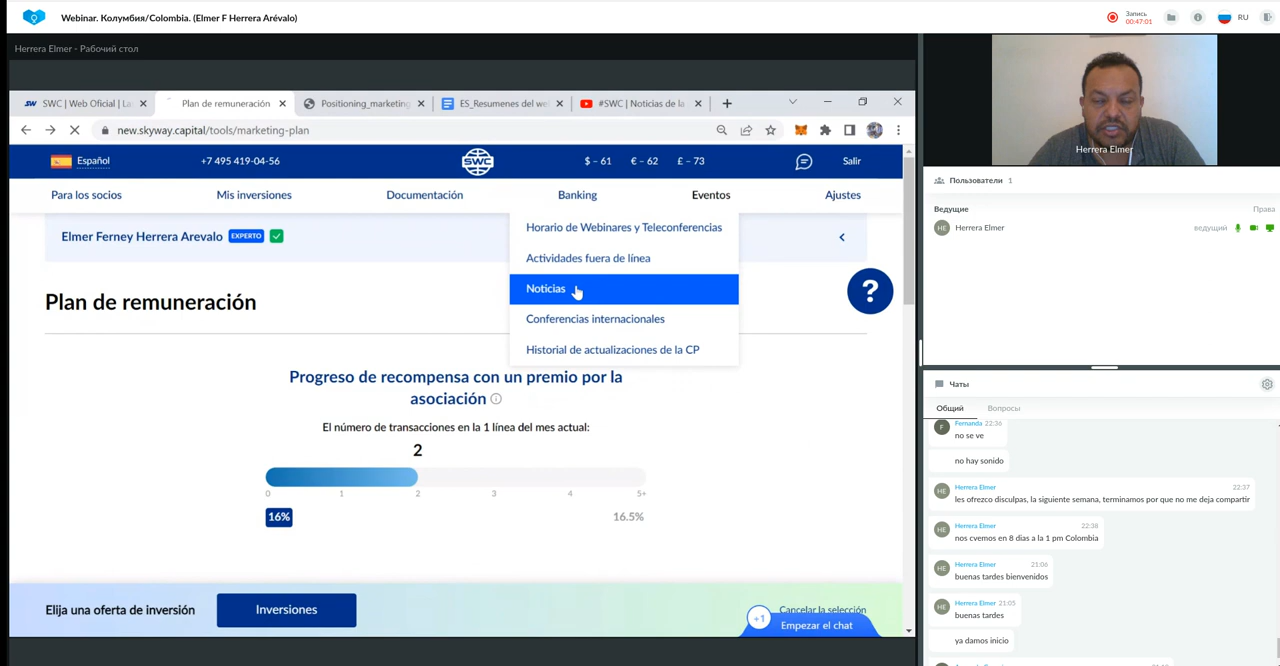 Webinar. Колумбия/Colombia. (Elmer F Herrera Arévalo)
Запись
00:47:01
RU
Herrera Elmer - Рабочий стол
SWC | Web Oficial | La
Plan de remuneración
Positioning_marketing
ES_Resumenes del we
#SWC | Noticias de la
new.skyway.capital/tools/marketing-plan
Español
+7 495 419-04-56
SWC
$ – 61
€ – 62
£ – 73
Salir
Para los socios
Mis inversiones
Documentación
Banking
Eventos
Ajustes
Elmer Ferney Herrera Arevalo
EXPERTO
Horario de Webinares y Teleconferencias
Actividades fuera de línea
Noticias
Conferencias internacionales
Historial de actualizaciones de la CP
?
Plan de remuneración
Progreso de recompensa con un premio por la
asociación
El número de transacciones en la 1 línea del mes actual:
2
0 1 2 3 4 5+
16%
16.5%
Elija una oferta de inversión
Inversiones
Cancelar la selección
+1
Empezar el chat
Herrera Elmer
Пользователи 1
Ведущие
Права
HE
Herrera Elmer
ведущий
Чаты
Общий
Вопросы
F
Fernanda 22:36
no se ve
no hay sonido
HE
Herrera Elmer
22:37
les ofrezco disculpas, la siguiente semana, terminamos por que no me deja compartir
HE
Herrera Elmer
22:38
nos cvemos en 8 dias a la 1 pm Colombia
HE
Herrera Elmer
21:06
buenas tardes bienvenidos
HE
Herrera Elmer
21:05
buenas tardes
ya damos inicio